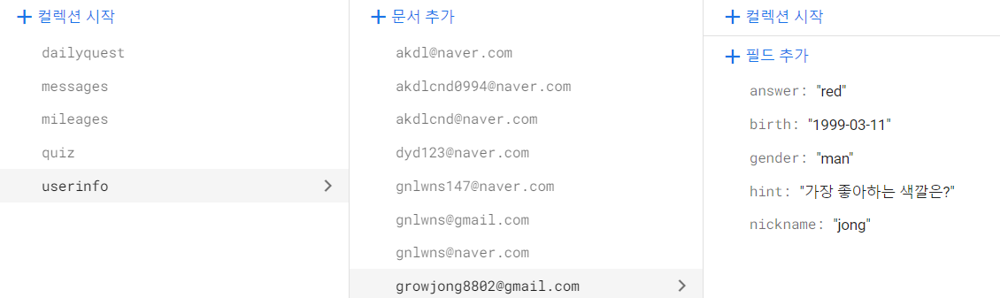 + 컬렉션 시작
dailyquest
messages
mileages
quiz
userinfo
+ 문서 추가
akdl@naver.com
akdlcnd0994@naver.com
akdlcnd@naver.com
dyd123@naver.com
gnlwns147@naver.com
gnlwns@gmail.com
gnlwns@naver.com
growjong8802@gmail.com
+ 컬렉션 시작
+ 필드 추가
answer: "red"
birth: "1999-03-11"
gender: "man"
hint: "가장 좋아하는 색깔은?"
nickname: "jong"